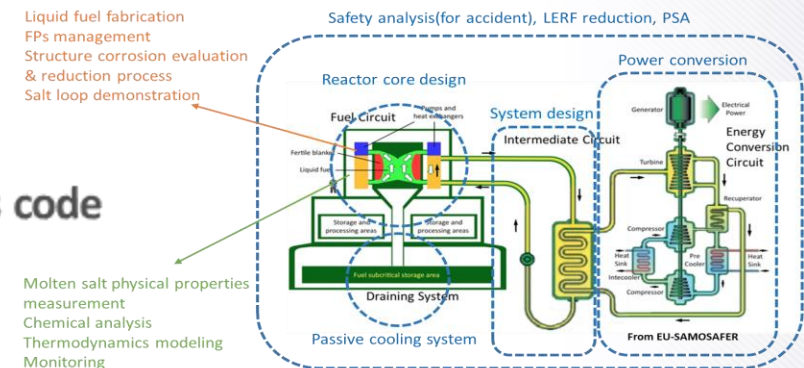 Liquid fuel fabrication
FPs management
Structure corrosion evaluation
& reduction process
Salt loop demonstration
Safety analysis(for accident), LERF reduction, PSA
Reactor core design
Fuel Circuit
Pumps and
heat exchangers
Fertile blanket
Liquid fuel
Storage and
processing areas
Storage and
processing areas
Fuel subcritical storage area
Draining System
Passive cooling system
System design
Intermediate Circuit
Power conversion
Generator
Electrical
Power
Energy
Conversion
Circuit
Turbine
Recuperator
Compressor
Heat
Sink
Pre
Cooler
Heat
Sink
Intecooler
Compressor
From EU-SAMOSAFER
code
Molten salt physical properties
measurement
Chemical analysis
Thermodynamics modeling
Monitoring